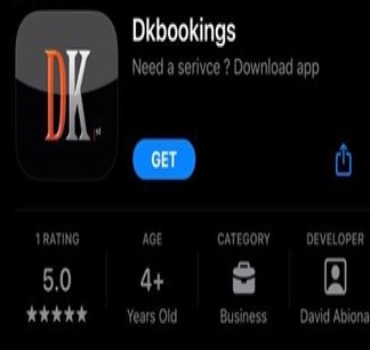 Dkbookings
Need a serivce ? Download app
DK
GET
1 RATING
5.0
AGE
4+
Years Old
CATEGORY
Business
DEVELOPER
David Abiona